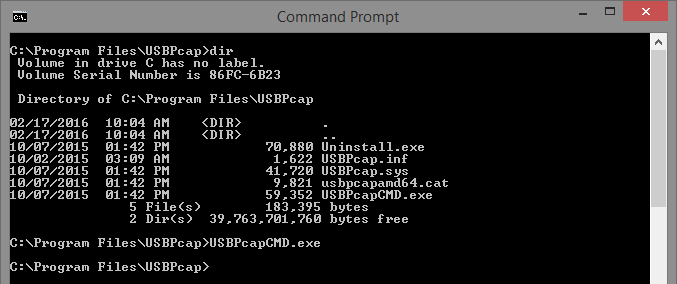 Command Prompt
C:\Program Files\USBPcap>dir
 Volume in drive C has no label.
 Volume Serial Number is 86FC-6B23
 Directory of C:\Program Files\USBPcap
02/17/2016  10:04 AM    <DIR>          .
02/17/2016  10:04 AM    <DIR>          ..
10/07/2015  01:42 PM            70,880 Uninstall.exe
10/02/2015  03:09 AM             1,622 USBPcap.inf
10/07/2015  01:42 PM            41,720 USBPcap.sys
10/07/2015  01:42 PM             9,821 usbpcapamd64.cat
10/07/2015  01:42 PM            59,352 USBPcapCMD.exe
               5 File(s)        183,395 bytes
               2 Dir(s)  39,763,701,760 bytes free
C:\Program Files\USBPcap>USBPcapCMD.exe
C:\Program Files\USBPcap>